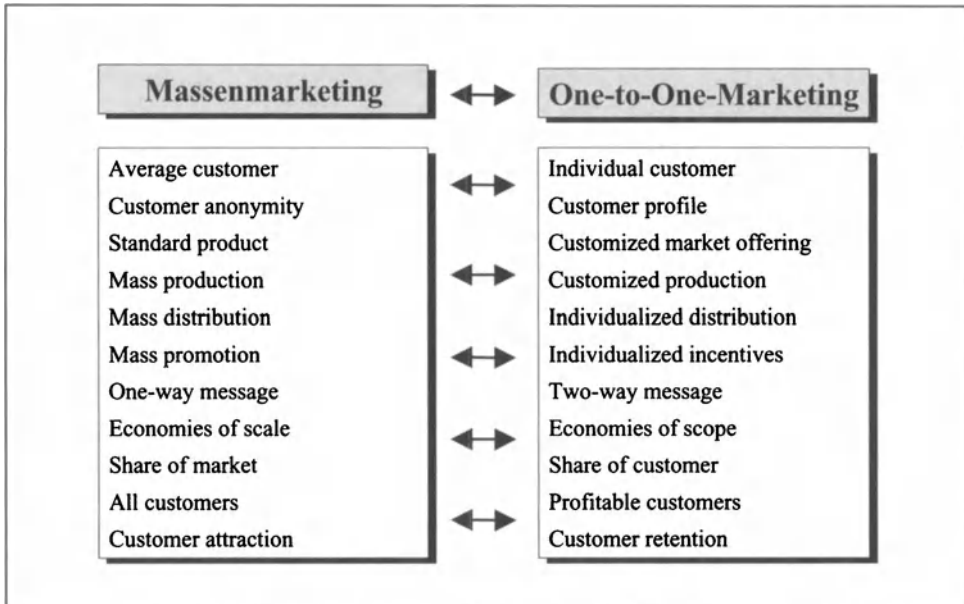 Massenmarketing
One-to-One-Marketing
Average customer
Customer anonymity
Standard product
Mass production
Mass distribution
Mass promotion
One-way message
Economies of scale
Share of market
All customers
Customer attraction
Individual customer
Customer profile
Customized market offering
Customized production
Individualized distribution
Individualized incentives
Two-way message
Economies of scope
Share of customer
Profitable customers
Customer retention